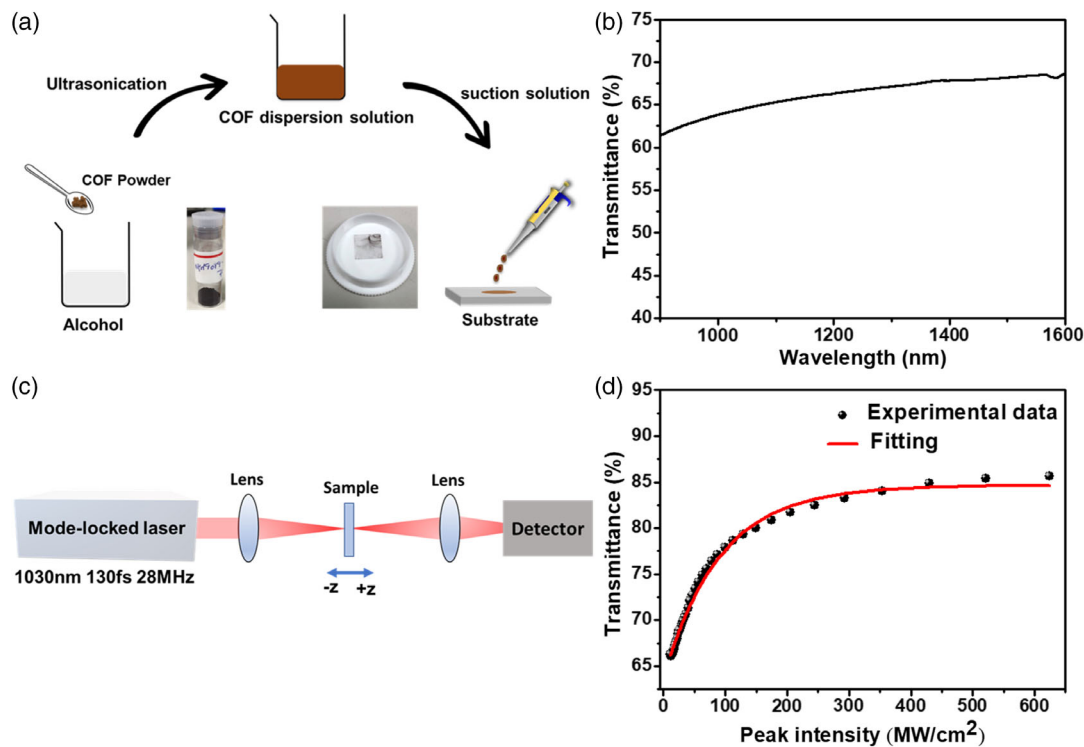 (a)
Ultrasonication
COF dispersion solution
suction solution
COF Powder
Alcohol
Substrate
(b)
75
70
65
60
55
50
45
40
Transmittance (%)
1000
1200
1400
1600
Wavelength (nm)
(c)
Lens
Sample
Lens
Mode-locked laser
Detector
1030nm 130fs 28MHz
-z
+z
(d)
95
90
85
80
75
70
65
Transmittance (%)
Experimental data
Fitting
0
100
200
300
400
500
600
Peak intensity (MW/cm²)